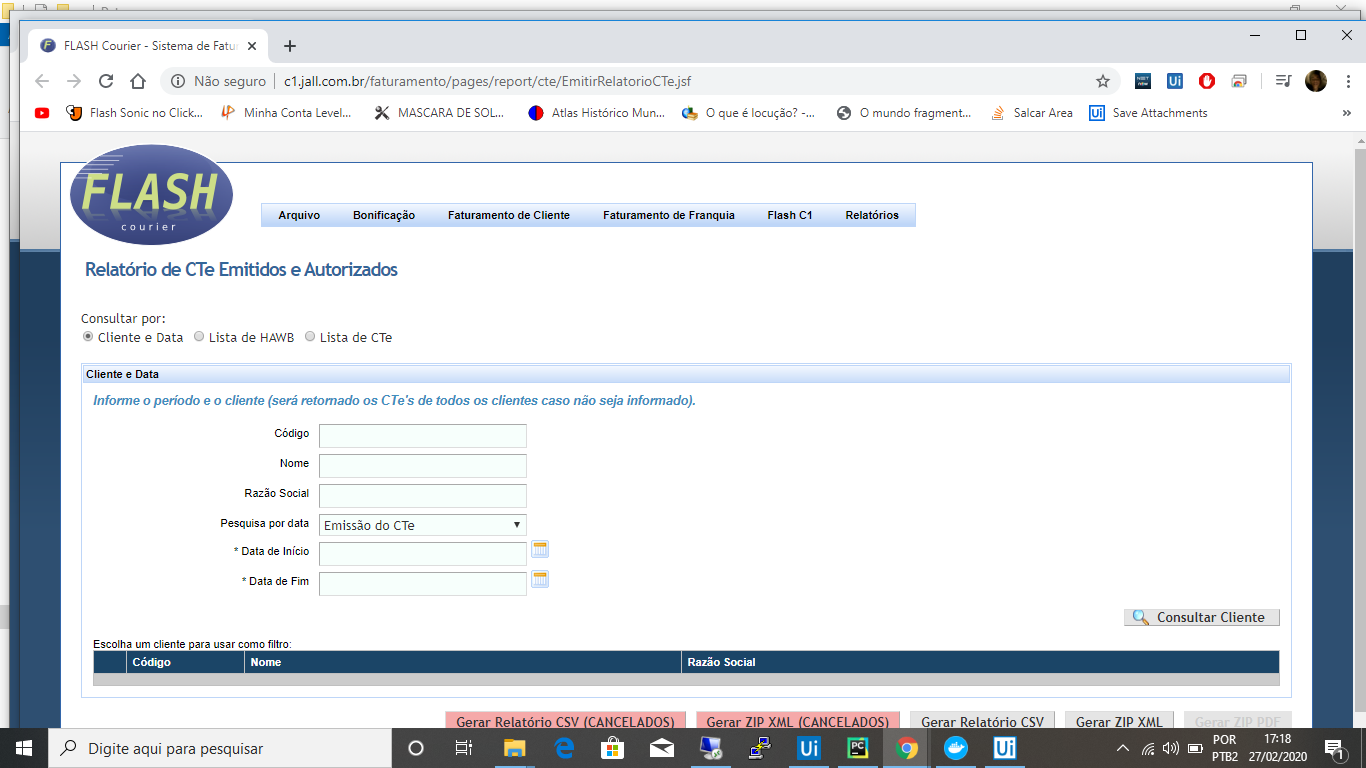 FLASH Courier - Sistema de Fatur
Não seguro
c1.jall.com.br/faturamento/pages/report/cte/EmitirRelatorioCTe.jsf
Flash Sonic no Click...
Minha Conta Level...
MASCARA DE SOL...
Atlas Histórico Mun...
O que é locução? -...
O mundo fragment...
Salcar Area
Ui
Save Attachments
»
FLASH
courier
Arquivo
Bonificação
Faturamento de Cliente
Faturamento de Franquia
Flash C1
Relatórios
Relatório de CTe Emitidos e Autorizados
Consultar por:
Cliente e Data
Lista de HAWB
Lista de CTe
Cliente e Data
Informe o período e o cliente (será retornado os CTe's de todos os clientes caso não seja informado).
Código
Nome
Razão Social
Pesquisa por data
Emissão do CTe
* Data de Início
* Data de Fim
Consultar Cliente
Escolha um cliente para usar como filtro:
Código
Nome
Razão Social
Gerar Relatório CSV (CANCELADOS)
Gerar ZIP XML (CANCELADOS)
Gerar Relatório CSV
Gerar ZIP XML
Gerar ZIP PDF
Digite aqui para pesquisar
Ui
PC
Ui
POR
PTB2
17:18
27/02/2020
1